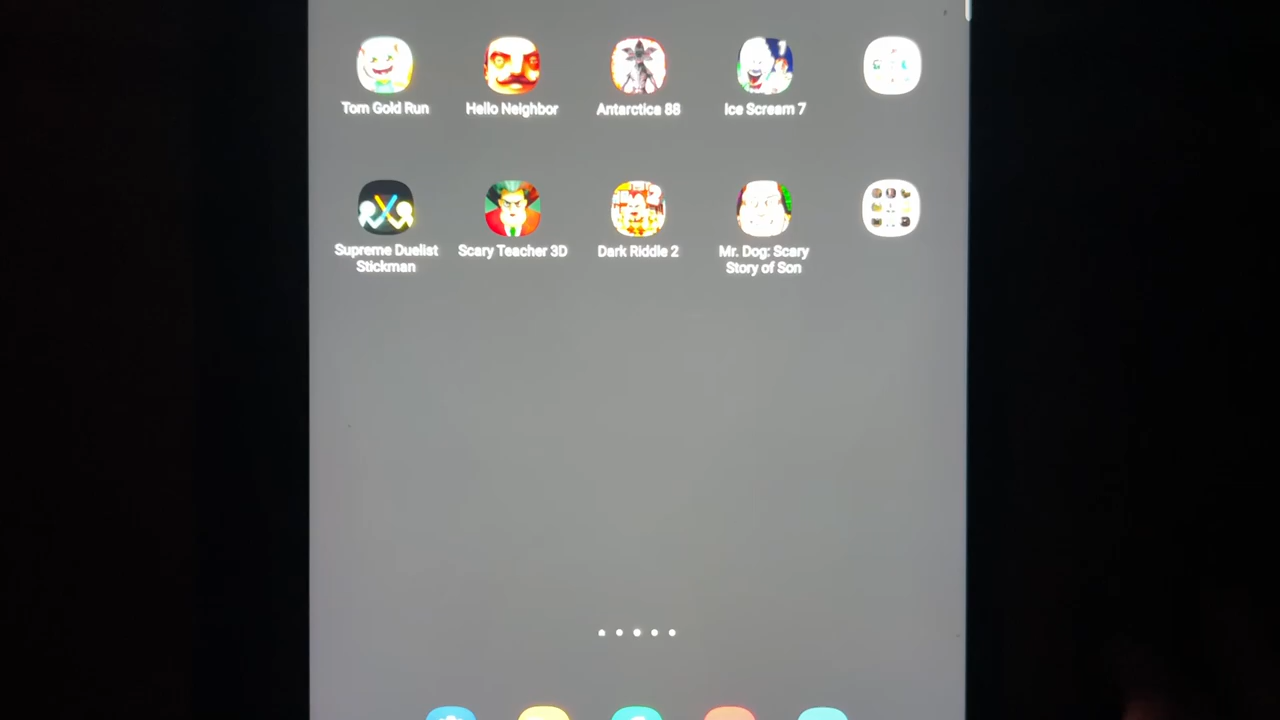 Tom Gold Run
Hello Neighbor
Antarctica 88
Ice Scream 7
Supreme Duelist
Stickman
Scary Teacher 3D
Dark Riddle 2
Mr. Dog: Scary
Story of Son